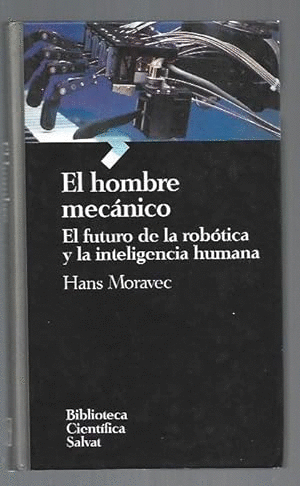 El hombre
mecánico
El futuro de la robótica
y la inteligencia humana
Hans Moravec
Biblioteca
Científica
Salvat